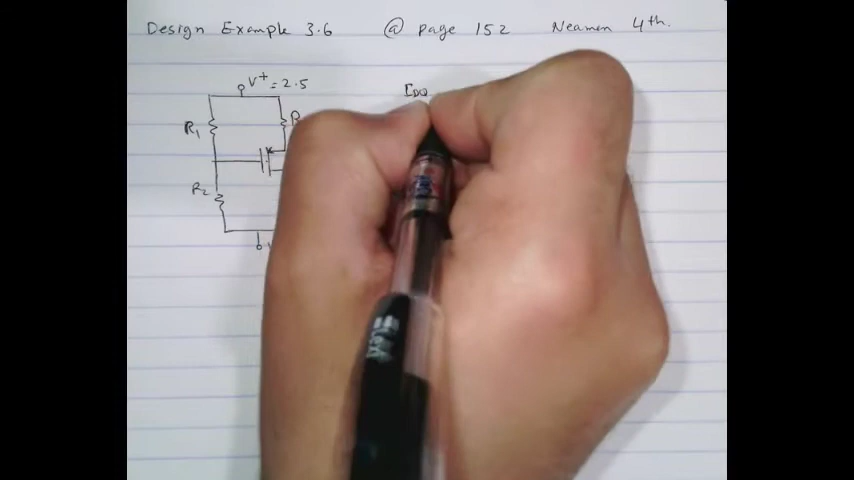 Design Example 3.6 @ page 152 Neamen 4th.
V+ = 2.5
IDQ
R1
R
R2